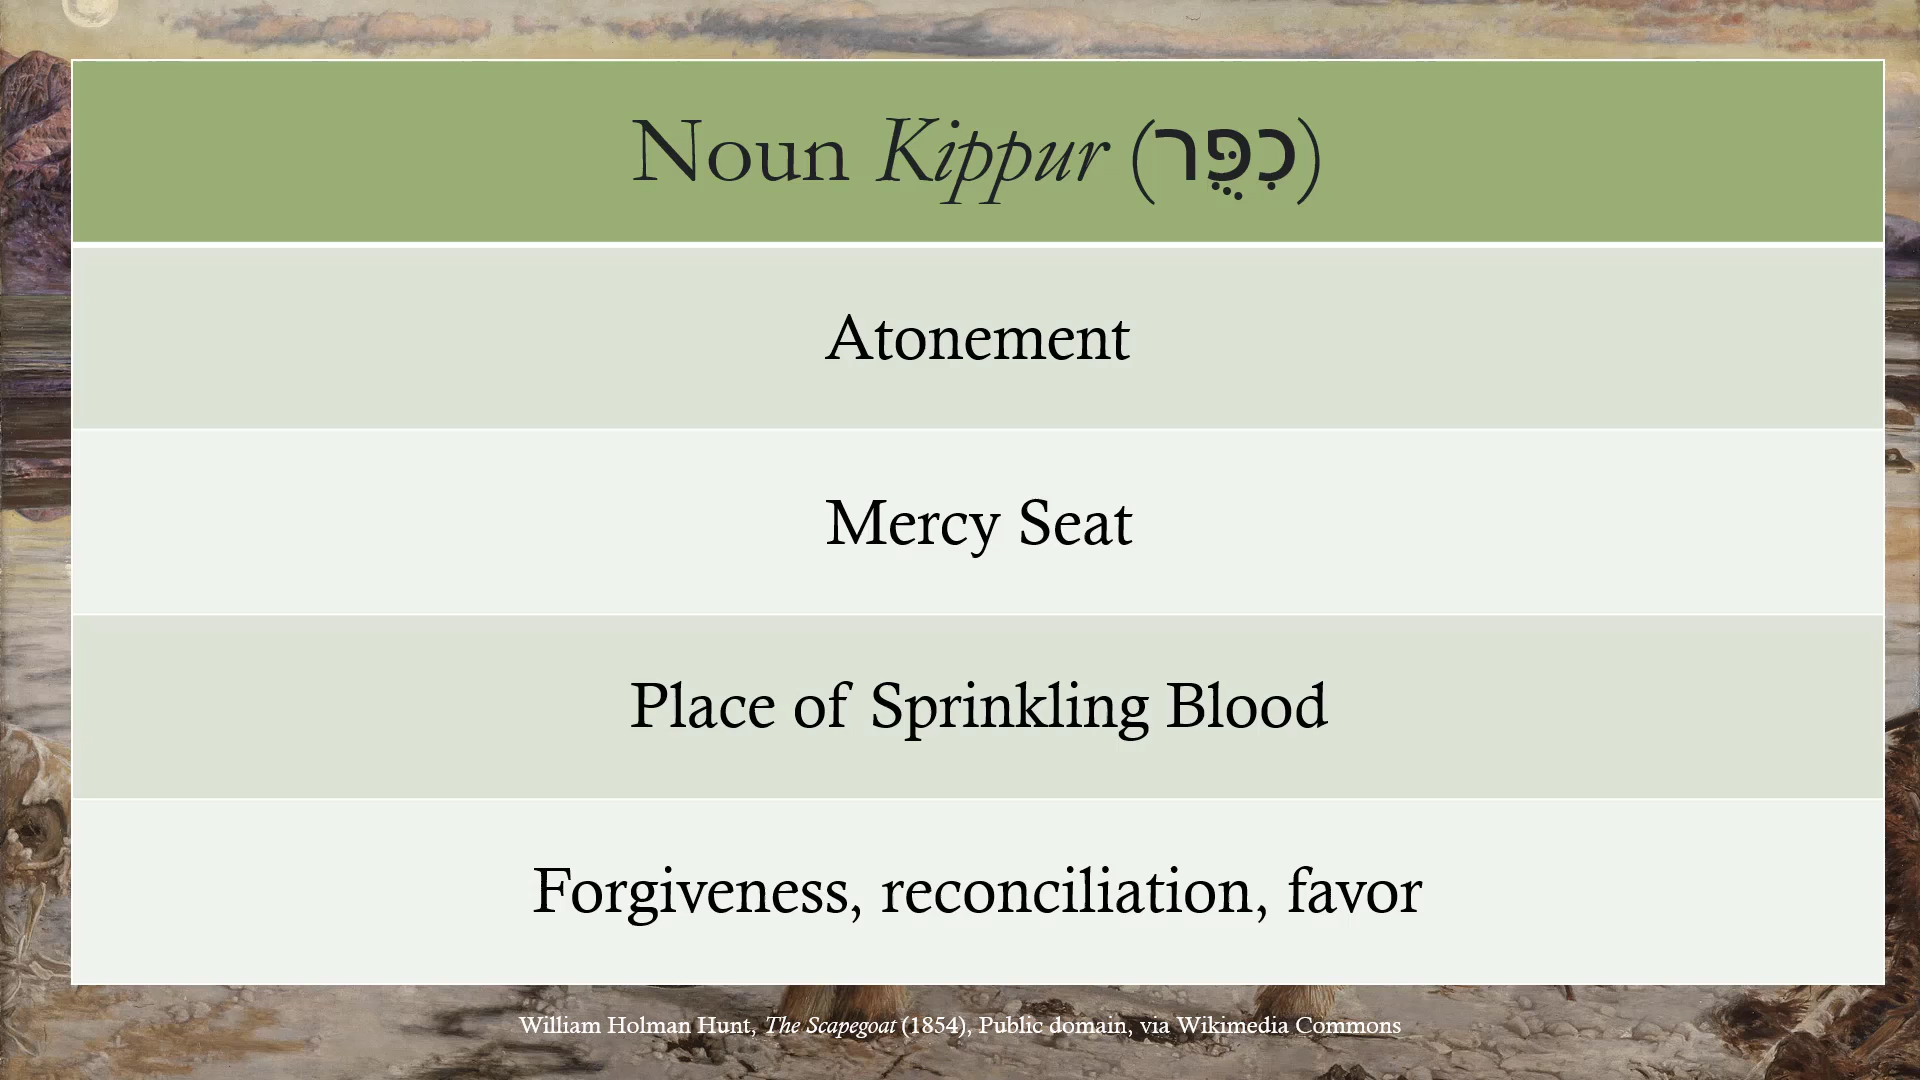 Noun Kippur (כִּפֻּר)
Atonement
Mercy Seat
Place of Sprinkling Blood
Forgiveness, reconciliation, favor
William Holman Hunt, The Scapegoat (1854), Public domain, via Wikimedia Commons